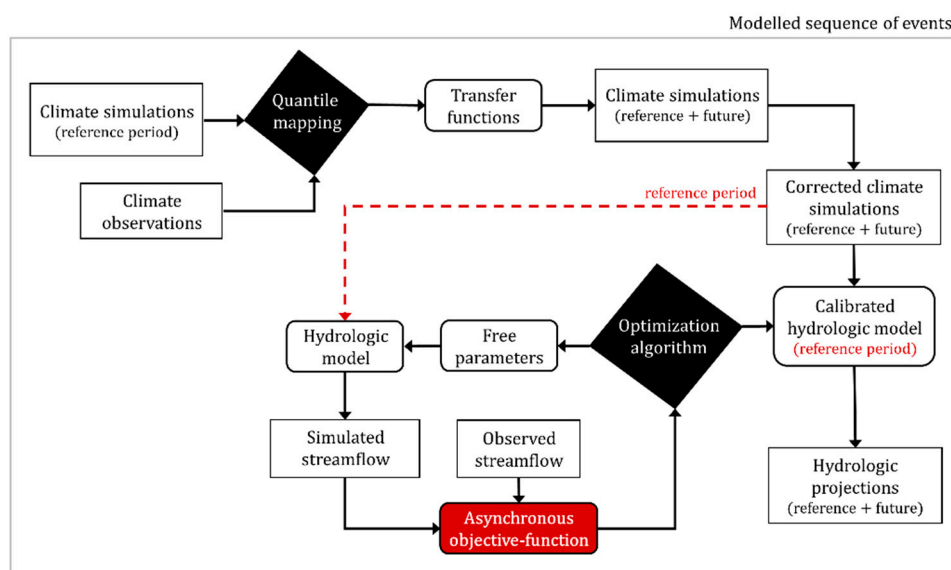 Modelled sequence of events
Climate simulations
(reference period)
Quantile
mapping
Transfer
functions
Climate simulations
(reference + future)
Climate
observations
reference period
Corrected climate
simulations
(reference + future)
Hydrologic
model
Free
parameters
Optimization
algorithm
Calibrated
hydrologic model
(reference period)
Simulated
streamflow
Observed
streamflow
Hydrologic
projections
(reference + future)
Asynchronous
objective-function